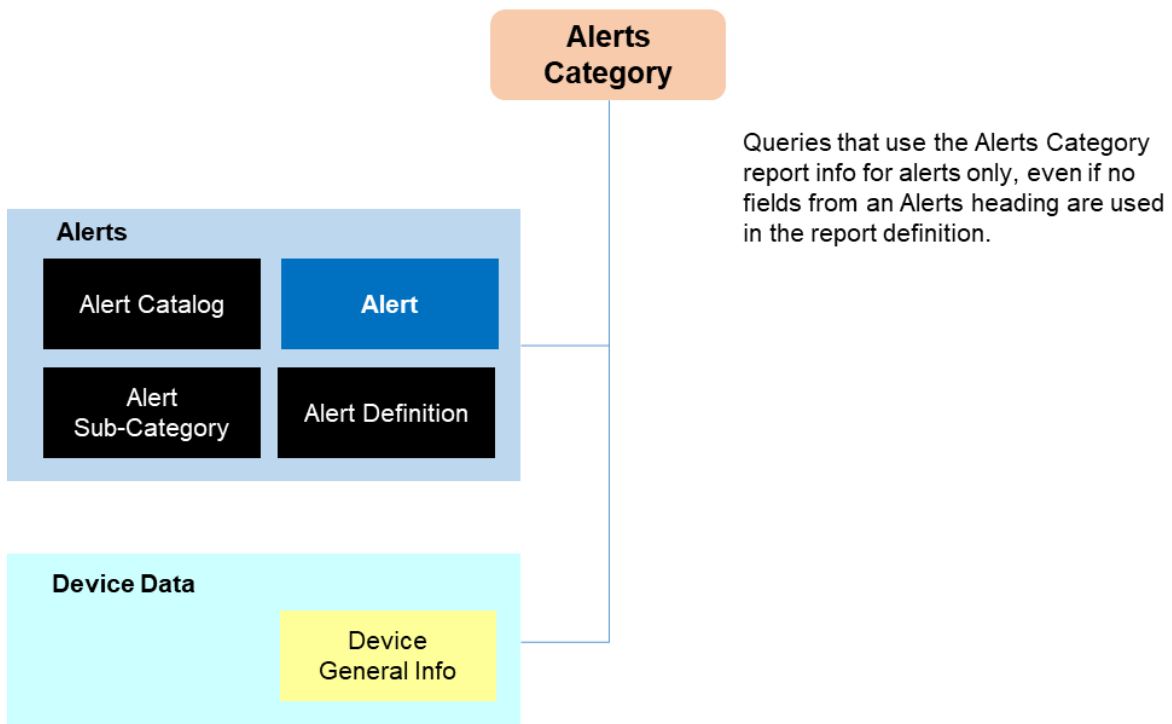 Alerts
Category
Queries that use the Alerts Category
report info for alerts only, even if no
fields from an Alerts heading are used
in the report definition.
Alerts
Alert Catalog
Alert
Alert
Sub-Category
Alert Definition
Device Data
Device
General Info